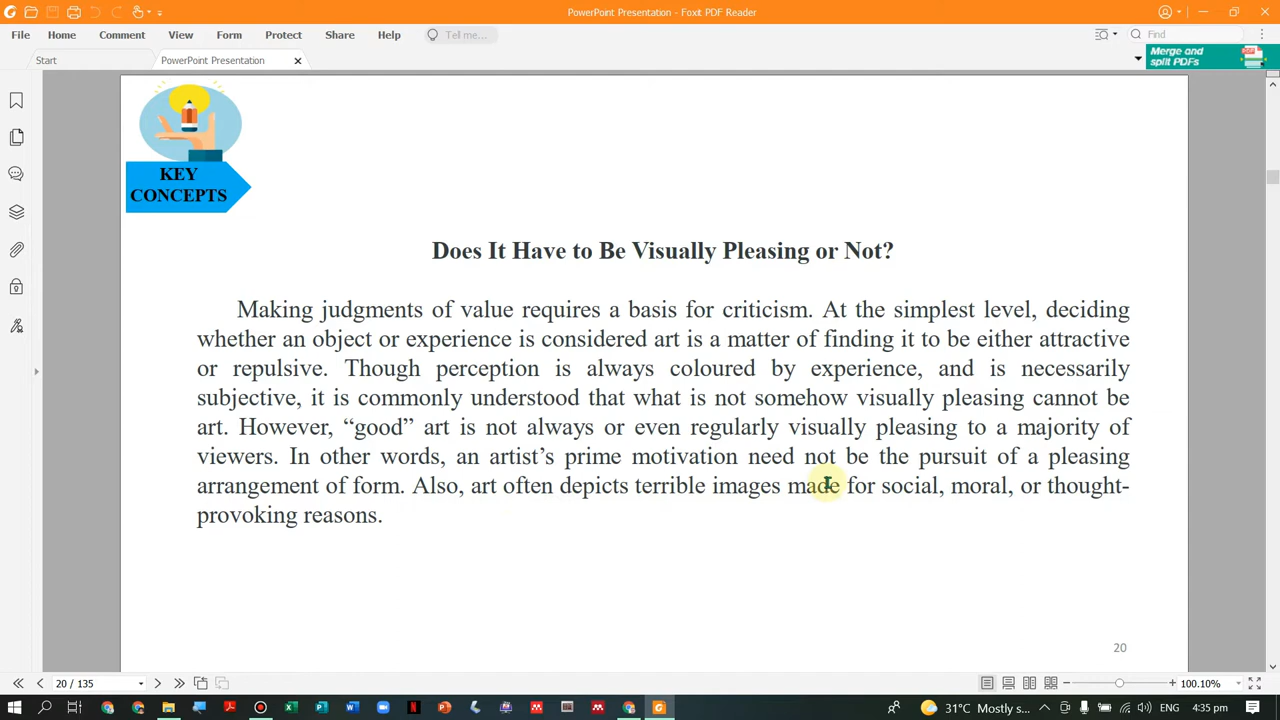 PowerPoint Presentation - Foxit PDF Reader
File Home Comment View Form Protect Share Help Tell me... Find
Start PowerPoint Presentation Merge and split PDFs
KEY
CONCEPTS
Does It Have to Be Visually Pleasing or Not?
Making judgments of value requires a basis for criticism. At the simplest level, deciding
whether an object or experience is considered art is a matter of finding it to be either attractive
or repulsive. Though perception is always coloured by experience, and is necessarily
subjective, it is commonly understood that what is not somehow visually pleasing cannot be
art. However, “good” art is not always or even regularly visually pleasing to a majority of
viewers. In other words, an artist’s prime motivation need not be the pursuit of a pleasing
arrangement of form. Also, art often depicts terrible images made for social, moral, or thought-
provoking reasons.
20
20 / 135 100.10%
31°C Mostly s... ENG 4:35 pm